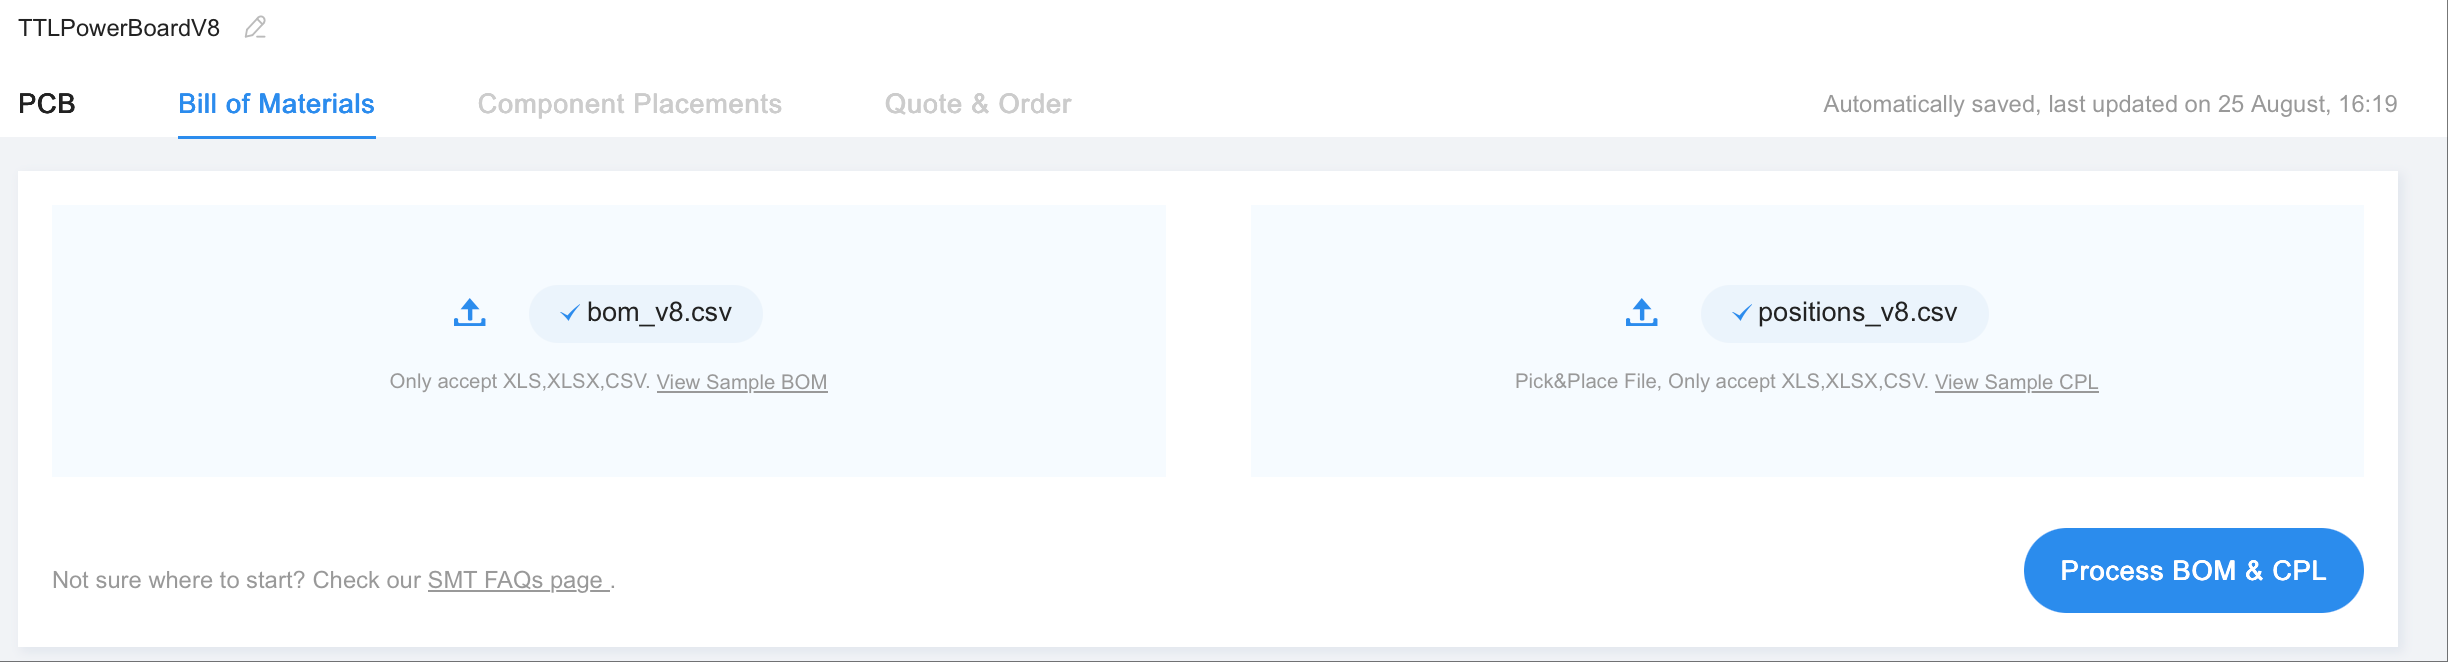 TTLPowerBoardV8
PCB Bill of Materials Component Placements Quote & Order Automatically saved, last updated on 25 August, 16:19
bom_v8.csv
Only accept XLS,XLSX,CSV. View Sample BOM
positions_v8.csv
Pick&Place File, Only accept XLS,XLSX,CSV. View Sample CPL
Not sure where to start? Check our SMT FAQs page .
Process BOM & CPL